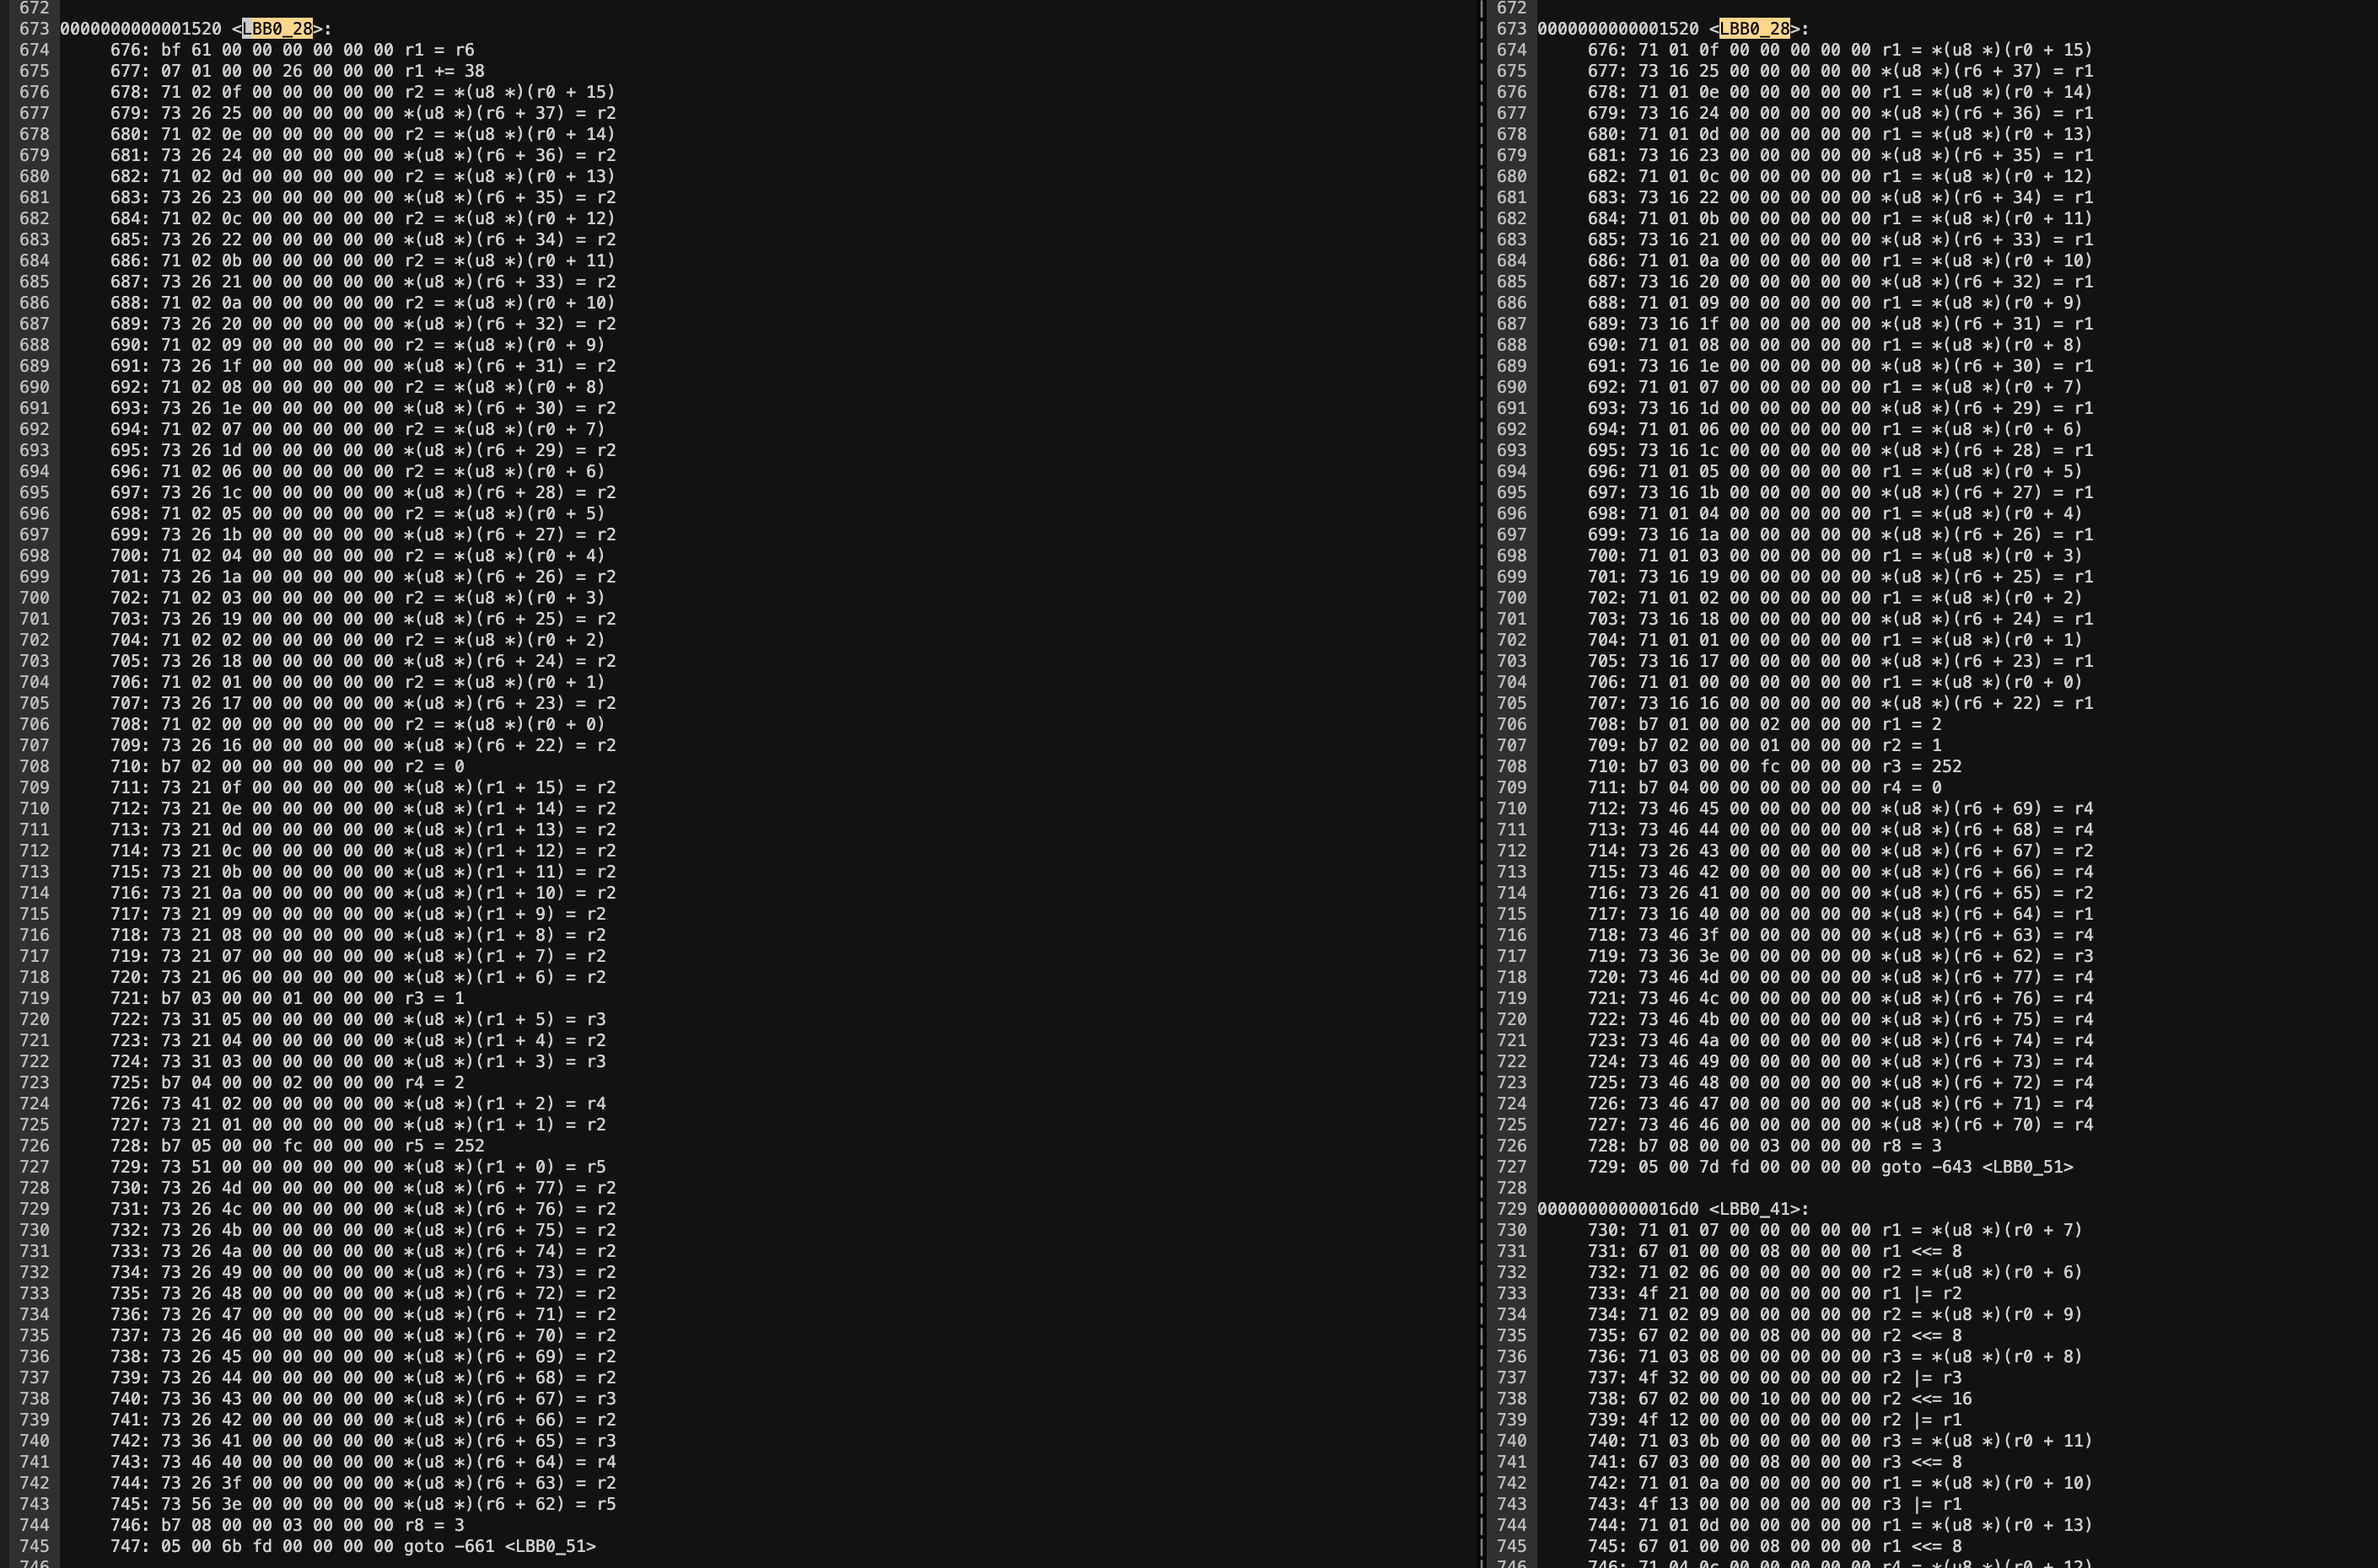 672
673 0000000000001520 <LBB0_28>:
674 676: bf 61 00 00 00 00 00 00 r1 = r6
675 677: 07 01 00 00 26 00 00 00 r1 += 38
676 678: 71 02 0f 00 00 00 00 00 r2 = *(u8 *)(r0 + 15)
677 679: 73 26 25 00 00 00 00 00 *(u8 *)(r6 + 37) = r2
678 680: 71 02 0e 00 00 00 00 00 r2 = *(u8 *)(r0 + 14)
679 681: 73 26 24 00 00 00 00 00 *(u8 *)(r6 + 36) = r2
680 682: 71 02 0d 00 00 00 00 00 r2 = *(u8 *)(r0 + 13)
681 683: 73 26 23 00 00 00 00 00 *(u8 *)(r6 + 35) = r2
682 684: 71 02 0c 00 00 00 00 00 r2 = *(u8 *)(r0 + 12)
683 685: 73 26 22 00 00 00 00 00 *(u8 *)(r6 + 34) = r2
684 686: 71 02 0b 00 00 00 00 00 r2 = *(u8 *)(r0 + 11)
685 687: 73 26 21 00 00 00 00 00 *(u8 *)(r6 + 33) = r2
686 688: 71 02 0a 00 00 00 00 00 r2 = *(u8 *)(r0 + 10)
687 689: 73 26 20 00 00 00 00 00 *(u8 *)(r6 + 32) = r2
688 690: 71 02 09 00 00 00 00 00 r2 = *(u8 *)(r0 + 9)
689 691: 73 26 1f 00 00 00 00 00 *(u8 *)(r6 + 31) = r2
690 692: 71 02 08 00 00 00 00 00 r2 = *(u8 *)(r0 + 8)
691 693: 73 26 1e 00 00 00 00 00 *(u8 *)(r6 + 30) = r2
692 694: 71 02 07 00 00 00 00 00 r2 = *(u8 *)(r0 + 7)
693 695: 73 26 1d 00 00 00 00 00 *(u8 *)(r6 + 29) = r2
694 696: 71 02 06 00 00 00 00 00 r2 = *(u8 *)(r0 + 6)
695 697: 73 26 1c 00 00 00 00 00 *(u8 *)(r6 + 28) = r2
696 698: 71 02 05 00 00 00 00 00 r2 = *(u8 *)(r0 + 5)
697 699: 73 26 1b 00 00 00 00 00 *(u8 *)(r6 + 27) = r2
698 700: 71 02 04 00 00 00 00 00 r2 = *(u8 *)(r0 + 4)
699 701: 73 26 1a 00 00 00 00 00 *(u8 *)(r6 + 26) = r2
700 702: 71 02 03 00 00 00 00 00 r2 = *(u8 *)(r0 + 3)
701 703: 73 26 19 00 00 00 00 00 *(u8 *)(r6 + 25) = r2
702 704: 71 02 02 00 00 00 00 00 r2 = *(u8 *)(r0 + 2)
703 705: 73 26 18 00 00 00 00 00 *(u8 *)(r6 + 24) = r2
704 706: 71 02 01 00 00 00 00 00 r2 = *(u8 *)(r0 + 1)
705 707: 73 26 17 00 00 00 00 00 *(u8 *)(r6 + 23) = r2
706 708: 71 02 00 00 00 00 00 00 r2 = *(u8 *)(r0 + 0)
707 709: 73 26 16 00 00 00 00 00 *(u8 *)(r6 + 22) = r2
708 710: b7 02 00 00 00 00 00 00 r2 = 0
709 711: 73 21 0f 00 00 00 00 00 *(u8 *)(r1 + 15) = r2
710 712: 73 21 0e 00 00 00 00 00 *(u8 *)(r1 + 14) = r2
711 713: 73 21 0d 00 00 00 00 00 *(u8 *)(r1 + 13) = r2
712 714: 73 21 0c 00 00 00 00 00 *(u8 *)(r1 + 12) = r2
713 715: 73 21 0b 00 00 00 00 00 *(u8 *)(r1 + 11) = r2
714 716: 73 21 0a 00 00 00 00 00 *(u8 *)(r1 + 10) = r2
715 717: 73 21 09 00 00 00 00 00 *(u8 *)(r1 + 9) = r2
716 718: 73 21 08 00 00 00 00 00 *(u8 *)(r1 + 8) = r2
717 719: 73 21 07 00 00 00 00 00 *(u8 *)(r1 + 7) = r2
718 720: 73 21 06 00 00 00 00 00 *(u8 *)(r1 + 6) = r2
719 721: b7 03 00 00 01 00 00 00 r3 = 1
720 722: 73 31 05 00 00 00 00 00 *(u8 *)(r1 + 5) = r3
721 723: 73 21 04 00 00 00 00 00 *(u8 *)(r1 + 4) = r2
722 724: 73 31 03 00 00 00 00 00 *(u8 *)(r1 + 3) = r3
723 725: b7 04 00 00 02 00 00 00 r4 = 2
724 726: 73 41 02 00 00 00 00 00 *(u8 *)(r1 + 2) = r4
725 727: 73 21 01 00 00 00 00 00 *(u8 *)(r1 + 1) = r2
726 728: b7 05 00 00 fc 00 00 00 r5 = 252
727 729: 73 51 00 00 00 00 00 00 *(u8 *)(r1 + 0) = r5
728 730: 73 26 4d 00 00 00 00 00 *(u8 *)(r6 + 77) = r2
729 731: 73 26 4c 00 00 00 00 00 *(u8 *)(r6 + 76) = r2
730 732: 73 26 4b 00 00 00 00 00 *(u8 *)(r6 + 75) = r2
731 733: 73 26 4a 00 00 00 00 00 *(u8 *)(r6 + 74) = r2
732 734: 73 26 49 00 00 00 00 00 *(u8 *)(r6 + 73) = r2
733 735: 73 26 48 00 00 00 00 00 *(u8 *)(r6 + 72) = r2
734 736: 73 26 47 00 00 00 00 00 *(u8 *)(r6 + 71) = r2
735 737: 73 26 46 00 00 00 00 00 *(u8 *)(r6 + 70) = r2
736 738: 73 26 45 00 00 00 00 00 *(u8 *)(r6 + 69) = r2
737 739: 73 26 44 00 00 00 00 00 *(u8 *)(r6 + 68) = r2
738 740: 73 36 43 00 00 00 00 00 *(u8 *)(r6 + 67) = r3
739 741: 73 26 42 00 00 00 00 00 *(u8 *)(r6 + 66) = r2
740 742: 73 36 41 00 00 00 00 00 *(u8 *)(r6 + 65) = r3
741 743: 73 46 40 00 00 00 00 00 *(u8 *)(r6 + 64) = r4
742 744: 73 26 3f 00 00 00 00 00 *(u8 *)(r6 + 63) = r2
743 745: 73 56 3e 00 00 00 00 00 *(u8 *)(r6 + 62) = r5
744 746: b7 08 00 00 03 00 00 00 r8 = 3
745 747: 05 00 6b fd 00 00 00 00 goto -661 <LBB0_51>
746
672
673 0000000000001520 <LBB0_28>:
674 676: 71 01 0f 00 00 00 00 00 r1 = *(u8 *)(r0 + 15)
675 677: 73 16 25 00 00 00 00 00 *(u8 *)(r6 + 37) = r1
676 678: 71 01 0e 00 00 00 00 00 r1 = *(u8 *)(r0 + 14)
677 679: 73 16 24 00 00 00 00 00 *(u8 *)(r6 + 36) = r1
678 680: 71 01 0d 00 00 00 00 00 r1 = *(u8 *)(r0 + 13)
679 681: 73 16 23 00 00 00 00 00 *(u8 *)(r6 + 35) = r1
680 682: 71 01 0c 00 00 00 00 00 r1 = *(u8 *)(r0 + 12)
681 683: 73 16 22 00 00 00 00 00 *(u8 *)(r6 + 34) = r1
682 684: 71 01 0b 00 00 00 00 00 r1 = *(u8 *)(r0 + 11)
683 685: 73 16 21 00 00 00 00 00 *(u8 *)(r6 + 33) = r1
684 686: 71 01 0a 00 00 00 00 00 r1 = *(u8 *)(r0 + 10)
685 687: 73 16 20 00 00 00 00 00 *(u8 *)(r6 + 32) = r1
686 688: 71 01 09 00 00 00 00 00 r1 = *(u8 *)(r0 + 9)
687 689: 73 16 1f 00 00 00 00 00 *(u8 *)(r6 + 31) = r1
688 690: 71 01 08 00 00 00 00 00 r1 = *(u8 *)(r0 + 8)
689 691: 73 16 1e 00 00 00 00 00 *(u8 *)(r6 + 30) = r1
690 692: 71 01 07 00 00 00 00 00 r1 = *(u8 *)(r0 + 7)
691 693: 73 16 1d 00 00 00 00 00 *(u8 *)(r6 + 29) = r1
692 694: 71 01 06 00 00 00 00 00 r1 = *(u8 *)(r0 + 6)
693 695: 73 16 1c 00 00 00 00 00 *(u8 *)(r6 + 28) = r1
694 696: 71 01 05 00 00 00 00 00 r1 = *(u8 *)(r0 + 5)
695 697: 73 16 1b 00 00 00 00 00 *(u8 *)(r6 + 27) = r1
696 698: 71 01 04 00 00 00 00 00 r1 = *(u8 *)(r0 + 4)
697 699: 73 16 1a 00 00 00 00 00 *(u8 *)(r6 + 26) = r1
698 700: 71 01 03 00 00 00 00 00 r1 = *(u8 *)(r0 + 3)
699 701: 73 16 19 00 00 00 00 00 *(u8 *)(r6 + 25) = r1
700 702: 71 01 02 00 00 00 00 00 r1 = *(u8 *)(r0 + 2)
701 703: 73 16 18 00 00 00 00 00 *(u8 *)(r6 + 24) = r1
702 704: 71 01 01 00 00 00 00 00 r1 = *(u8 *)(r0 + 1)
703 705: 73 16 17 00 00 00 00 00 *(u8 *)(r6 + 23) = r1
704 706: 71 01 00 00 00 00 00 00 r1 = *(u8 *)(r0 + 0)
705 707: 73 16 16 00 00 00 00 00 *(u8 *)(r6 + 22) = r1
706 708: b7 01 00 00 02 00 00 00 r1 = 2
707 709: b7 02 00 00 01 00 00 00 r2 = 1
708 710: b7 03 00 00 fc 00 00 00 r3 = 252
709 711: b7 04 00 00 00 00 00 00 r4 = 0
710 712: 73 46 45 00 00 00 00 00 *(u8 *)(r6 + 69) = r4
711 713: 73 46 44 00 00 00 00 00 *(u8 *)(r6 + 68) = r4
712 714: 73 26 43 00 00 00 00 00 *(u8 *)(r6 + 67) = r2
713 715: 73 46 42 00 00 00 00 00 *(u8 *)(r6 + 66) = r4
714 716: 73 26 41 00 00 00 00 00 *(u8 *)(r6 + 65) = r2
715 717: 73 16 40 00 00 00 00 00 *(u8 *)(r6 + 64) = r1
716 718: 73 46 3f 00 00 00 00 00 *(u8 *)(r6 + 63) = r4
717 719: 73 36 3e 00 00 00 00 00 *(u8 *)(r6 + 62) = r3
718 720: 73 46 4d 00 00 00 00 00 *(u8 *)(r6 + 77) = r4
719 721: 73 46 4c 00 00 00 00 00 *(u8 *)(r6 + 76) = r4
720 722: 73 46 4b 00 00 00 00 00 *(u8 *)(r6 + 75) = r4
721 723: 73 46 4a 00 00 00 00 00 *(u8 *)(r6 + 74) = r4
722 724: 73 46 49 00 00 00 00 00 *(u8 *)(r6 + 73) = r4
723 725: 73 46 48 00 00 00 00 00 *(u8 *)(r6 + 72) = r4
724 726: 73 46 47 00 00 00 00 00 *(u8 *)(r6 + 71) = r4
725 727: 73 46 46 00 00 00 00 00 *(u8 *)(r6 + 70) = r4
726 728: b7 08 00 00 03 00 00 00 r8 = 3
727 729: 05 00 7d fd 00 00 00 00 goto -643 <LBB0_51>
728
729 00000000000016d0 <LBB0_41>:
730 730: 71 01 07 00 00 00 00 00 r1 = *(u8 *)(r0 + 7)
731 731: 67 01 00 00 08 00 00 00 r1 <<= 8
732 732: 71 02 06 00 00 00 00 00 r2 = *(u8 *)(r0 + 6)
733 733: 4f 21 00 00 00 00 00 00 r1 |= r2
734 734: 71 02 09 00 00 00 00 00 r2 = *(u8 *)(r0 + 9)
735 735: 67 02 00 00 08 00 00 00 r2 <<= 8
736 736: 71 03 08 00 00 00 00 00 r3 = *(u8 *)(r0 + 8)
737 737: 4f 32 00 00 00 00 00 00 r2 |= r3
738 738: 67 02 00 00 10 00 00 00 r2 <<= 16
739 739: 4f 12 00 00 00 00 00 00 r2 |= r1
740 740: 71 03 0b 00 00 00 00 00 r3 = *(u8 *)(r0 + 11)
741 741: 67 03 00 00 08 00 00 00 r3 <<= 8
742 742: 71 01 0a 00 00 00 00 00 r1 = *(u8 *)(r0 + 10)
743 743: 4f 13 00 00 00 00 00 00 r3 |= r1
744 744: 71 01 0d 00 00 00 00 00 r1 = *(u8 *)(r0 + 13)
745 745: 67 01 00 00 08 00 00 00 r1 <<= 8
746 746: 71 04 0c 00 00 00 00 00 r4 = *(u8 *)(r0 + 12)